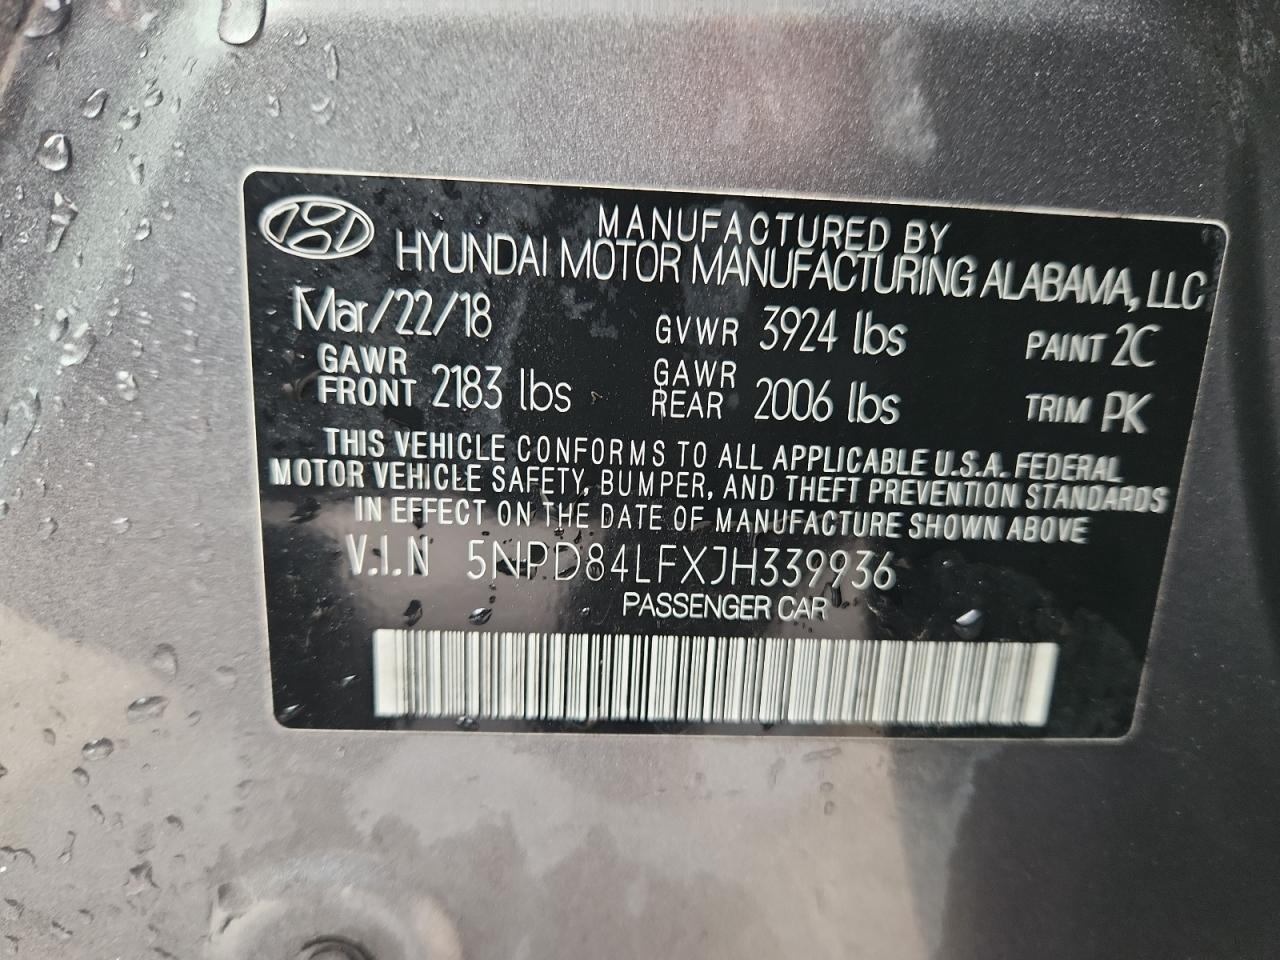 MANUFACTURED BY
HYUNDAI MOTOR MANUFACTURING ALABAMA, LLC
Mar/22/18 GVWR 3924 lbs PAINT 2C
GAWR FRONT 2183 lbs GAWR REAR 2006 lbs TRIM PK
THIS VEHICLE CONFORMS TO ALL APPLICABLE U.S.A. FEDERAL
MOTOR VEHICLE SAFETY, BUMPER, AND THEFT PREVENTION STANDARDS
IN EFFECT ON THE DATE OF MANUFACTURE SHOWN ABOVE
V.I.N 5NPD84LFXJH339936
PASSENGER CAR